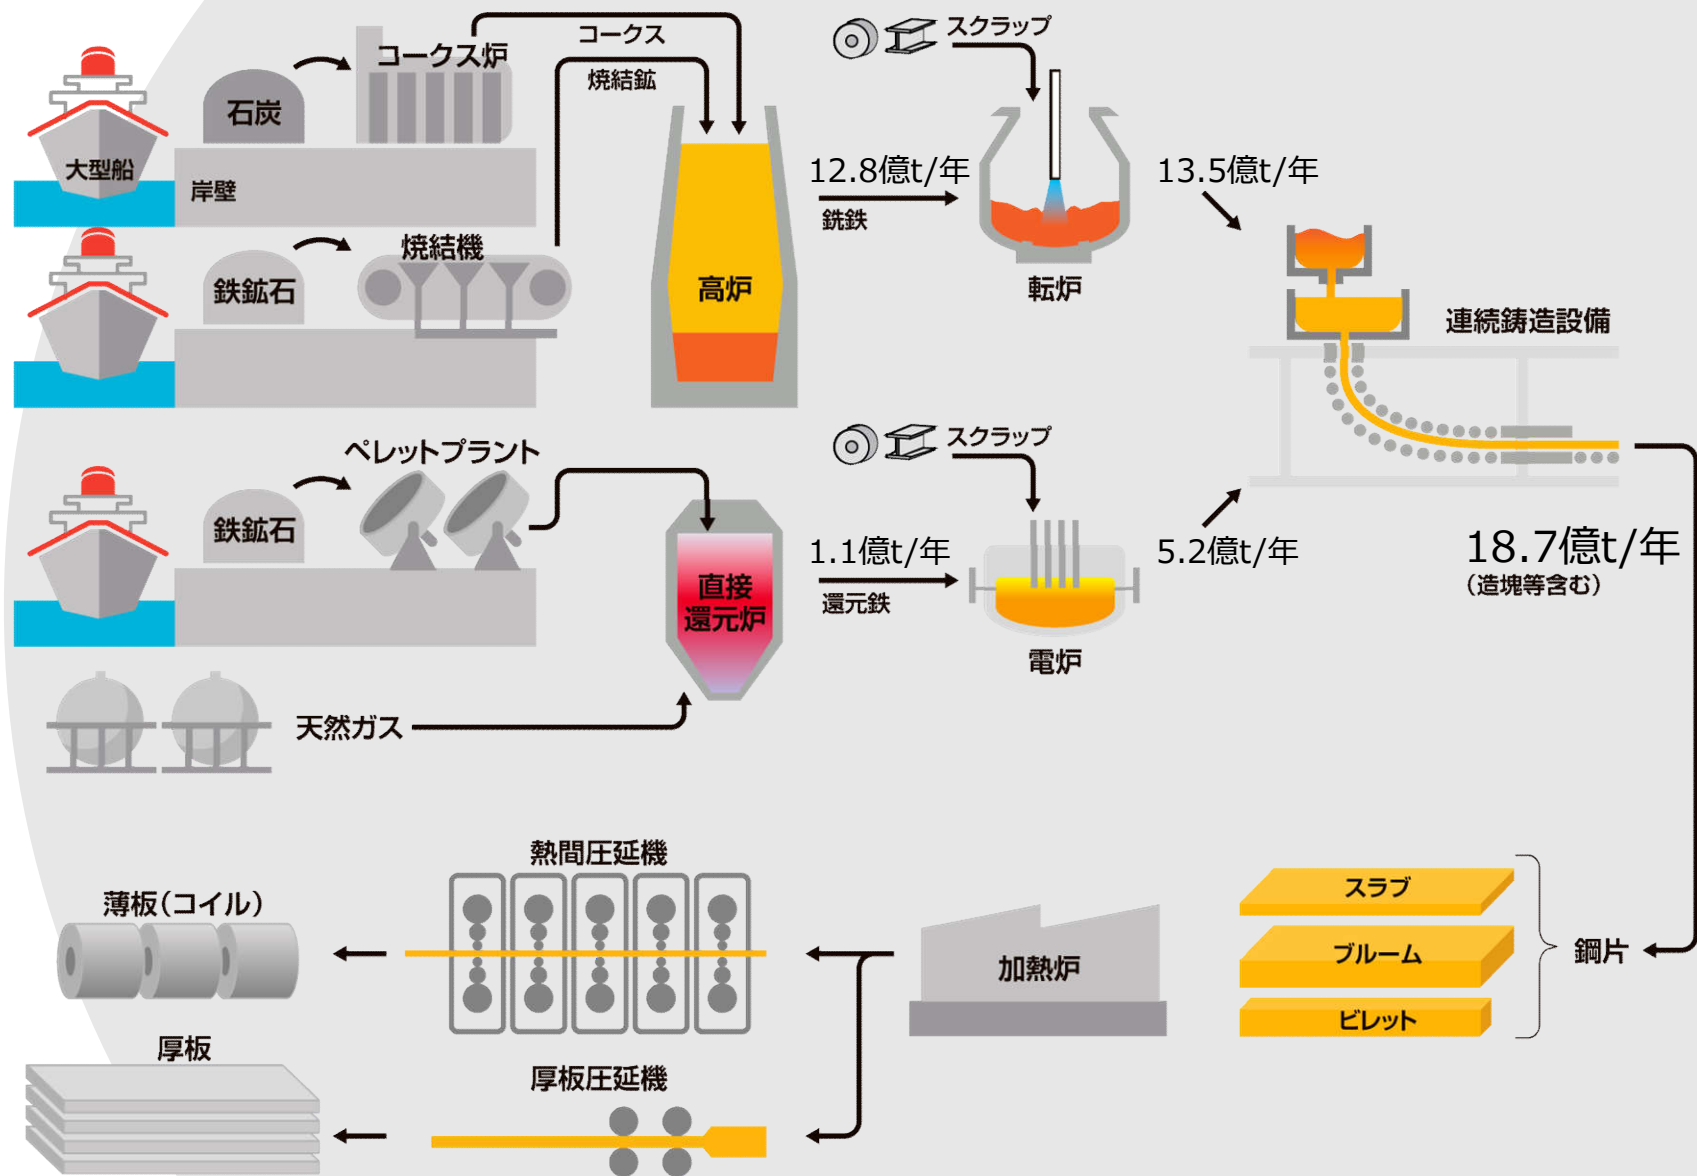 コークス炉
コークス
スクラップ
焼結鉱
石炭
大型船
岸壁
12.8億t/年
銑鉄
13.5億t/年
焼結機
鉄鉱石
高炉
転炉
連続鋳造設備
ペレットプラント
スクラップ
鉄鉱石
直接
還元炉
1.1億t/年
還元鉄
5.2億t/年
18.7億t/年
(造塊等含む)
電炉
天然ガス
熱間圧延機
薄板(コイル)
スラブ
ブルーム
ビレット
鋼片
加熱炉
厚板
厚板圧延機